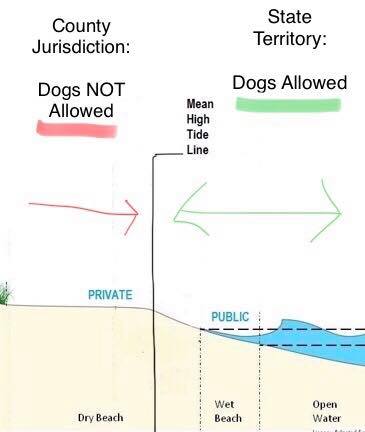 County
Jurisdiction:
Dogs NOT
Allowed
State
Territory:
Dogs Allowed
Mean
High
Tide
Line
PRIVATE
PUBLIC
Dry Beach
Wet
Beach
Open
Water